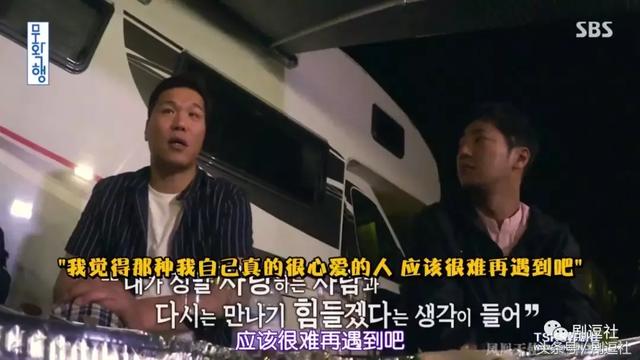 무확행
SBS
"我觉得那种我自己真的很心爱的人 应该很难再遇到吧"
"내가 정말 사랑하는 사람과
다시는 만나기 힘들겠다는 생각이 들어"
应该很难再遇到吧
剧逗社